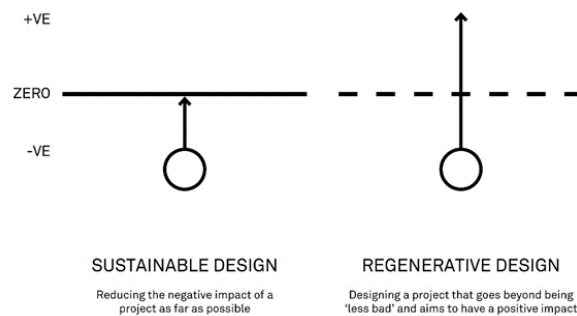 +VE
ZERO
-VE
SUSTAINABLE DESIGN
Reducing the negative impact of a
project as far as possible
REGENERATIVE DESIGN
Designing a project that goes beyond being
'less bad' and aims to have a positive impact